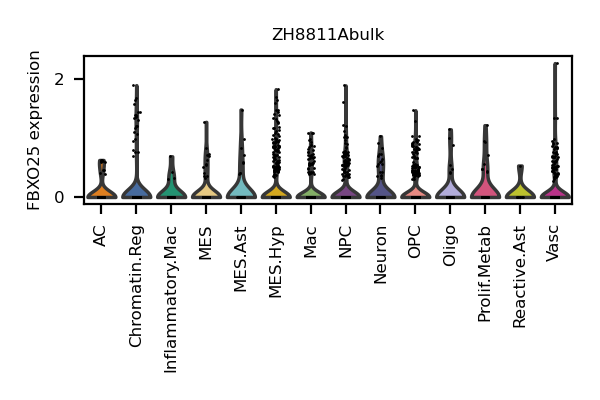 ZH8811Abulk
FBXO25 expression
2
0
AC
Chromatin.Reg
Inflammatory.Mac
MES
MES.Ast
MES.Hyp
Mac
NPC
Neuron
OPC
Oligo
Prolif.Metab
Reactive.Ast
Vasc